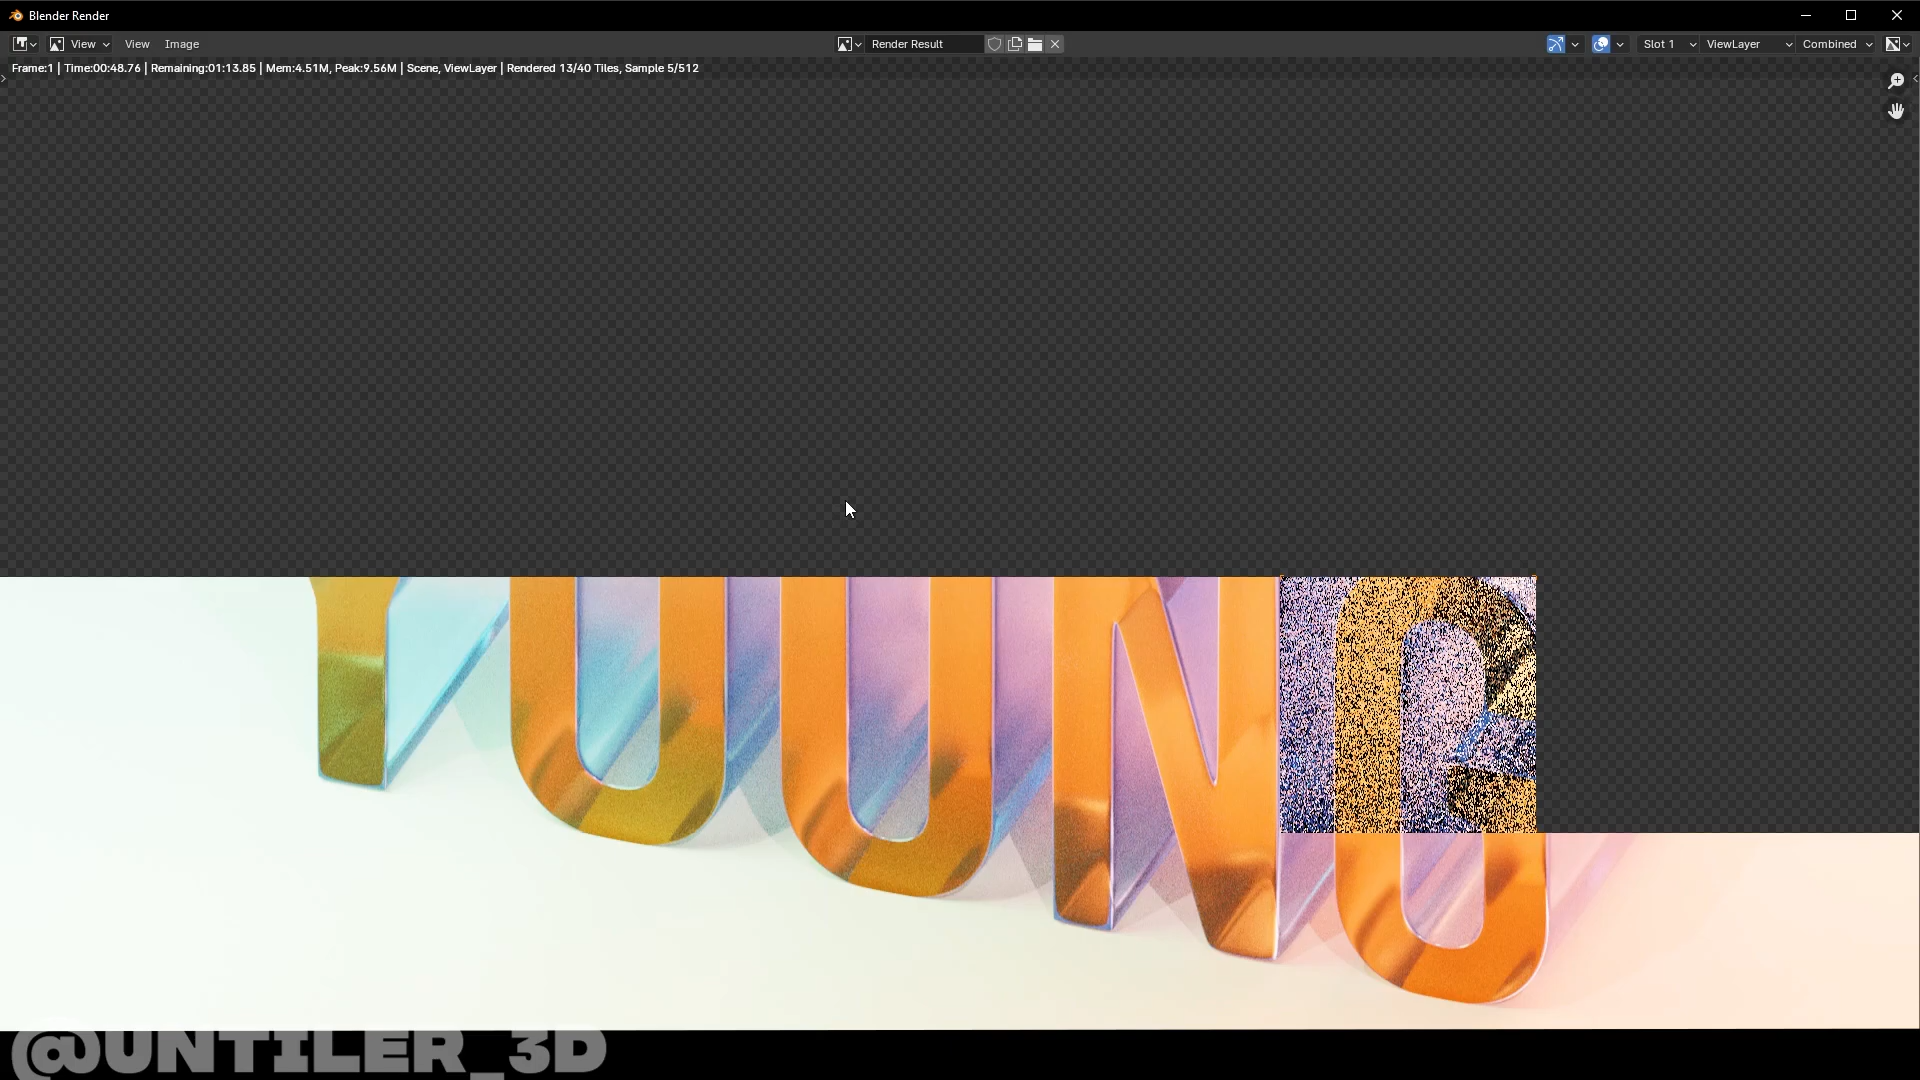 Blender Render
View View Image Render Result Slot 1 ViewLayer Combined
Frame:1 | Time:00:48.76 | Remaining:01:13.85 | Mem:4.51M, Peak:9.56M | Scene, ViewLayer | Rendered 13/40 Tiles, Sample 5/512
YOUNG
@UNTILER_3D